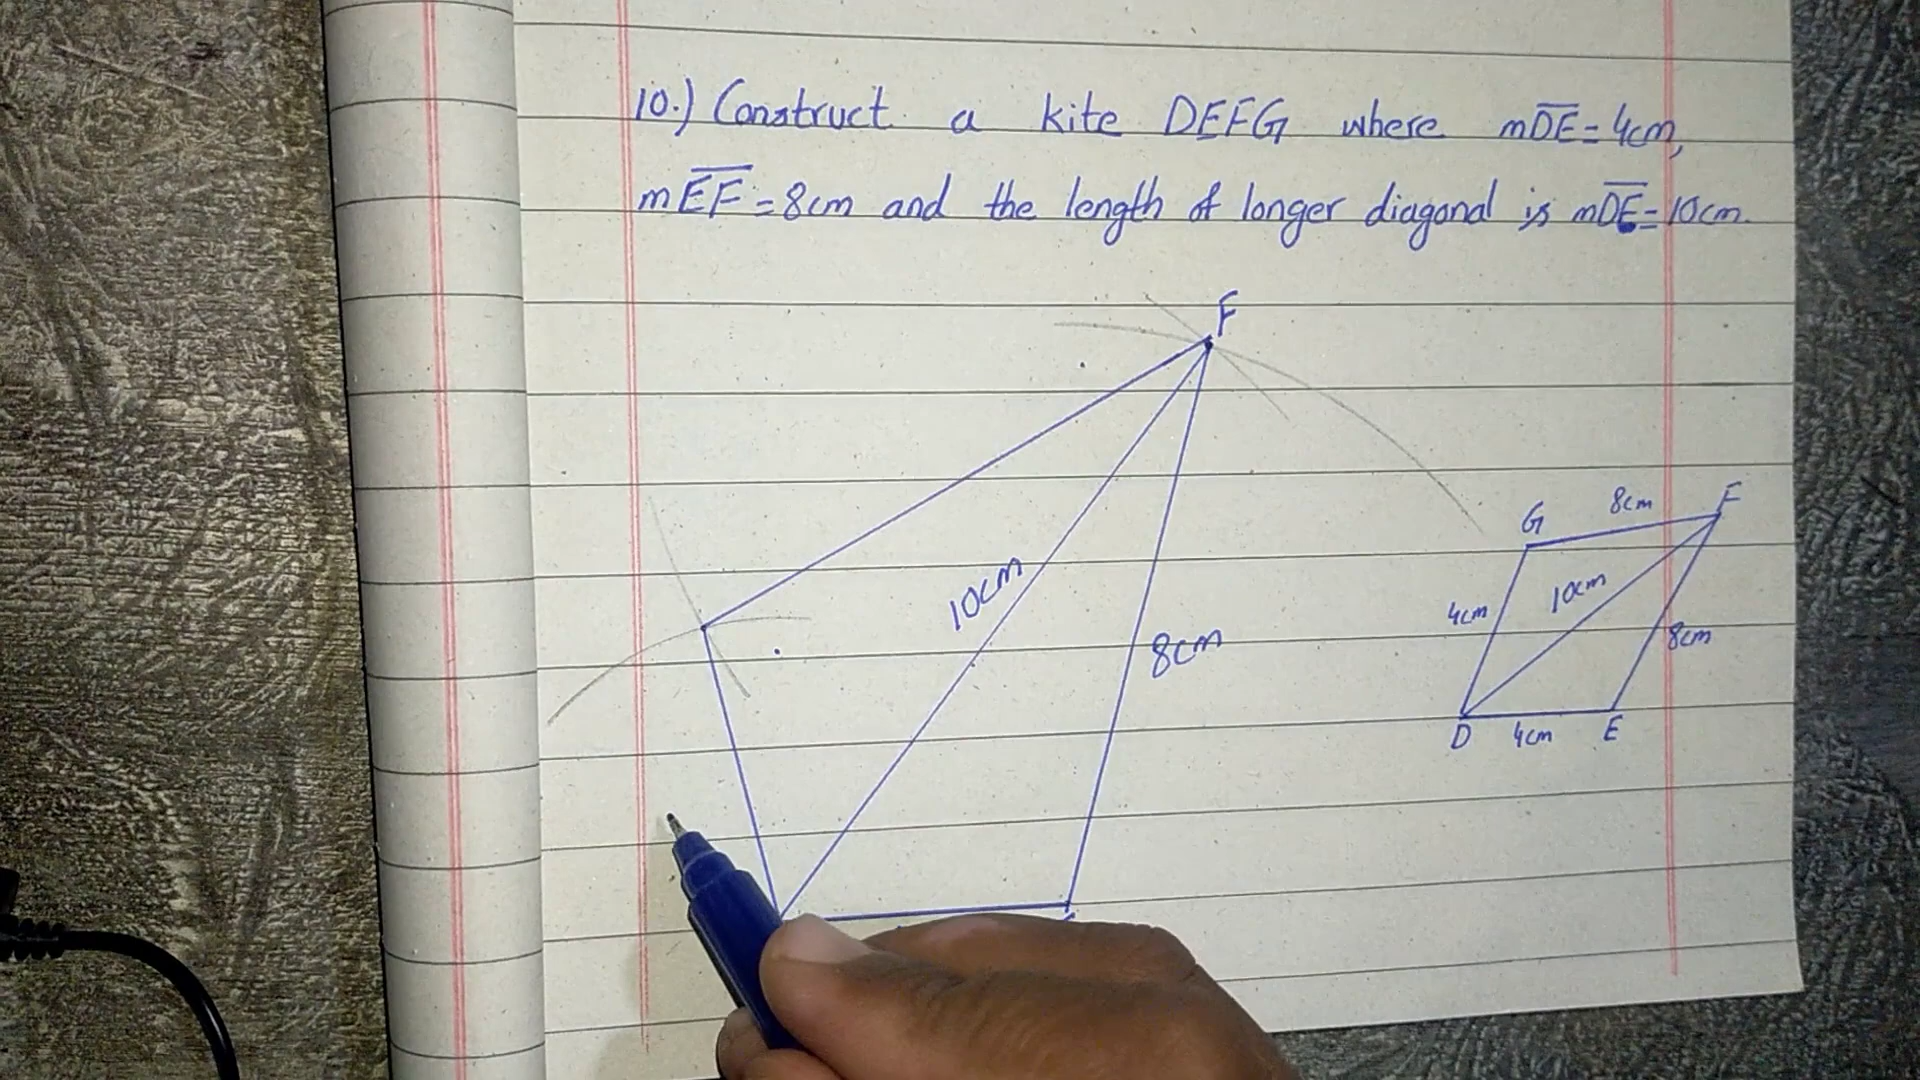 10.) Construct a kite DEFG where mDE = 4cm,
mEF = 8cm and the length of longer diagonal is mDE = 10cm.
F
10cm
8cm
G 8cm F
4cm 10cm 8cm
D 4cm E